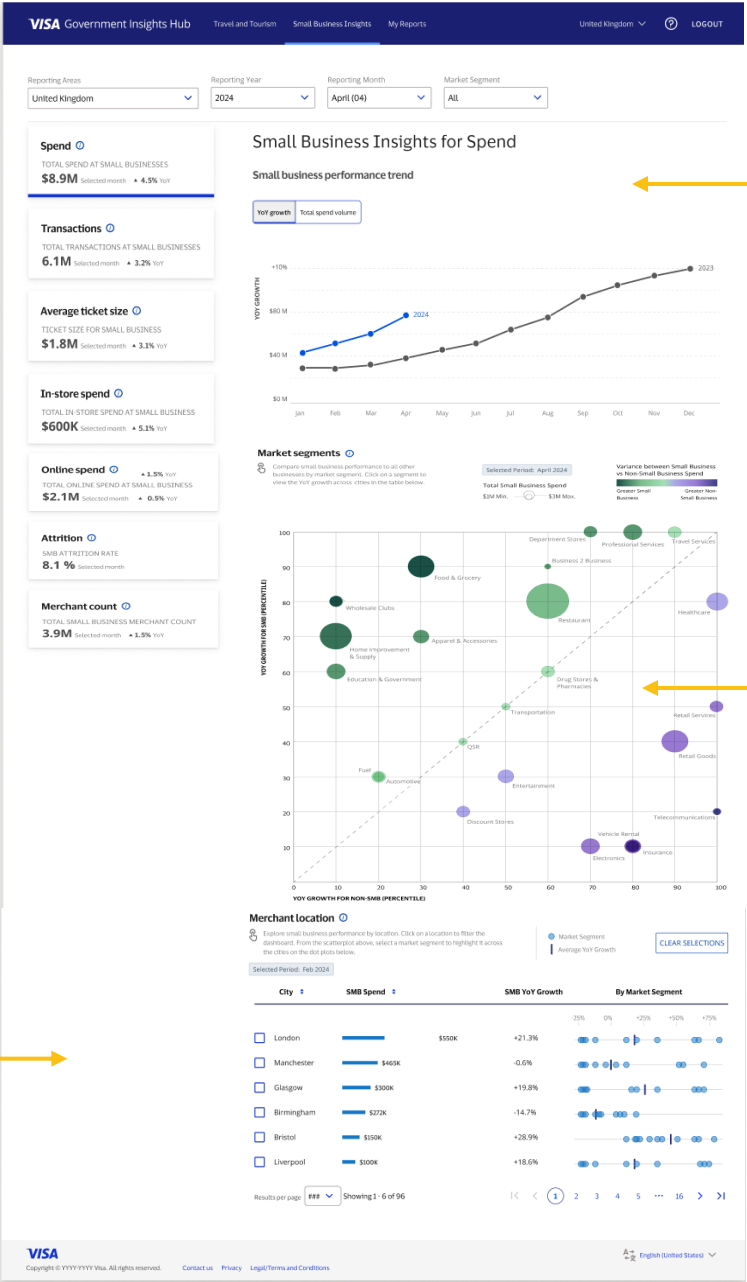 VISA Government Insights Hub
Travel and Tourism
Small Business Insights
My Reports
United Kingdom
?
LOGOUT
Reporting Areas
United Kingdom
Reporting Year
2024
Reporting Month
April (04)
Market Segment
All
Spend
TOTAL SPEND AT SMALL BUSINESSES
$8.9M Selected month ▲ 4.5% YoY
Transactions
TOTAL TRANSACTIONS AT SMALL BUSINESSES
6.1M Selected month ▲ 3.2% YoY
Average ticket size
TICKET SIZE FOR SMALL BUSINESS
$1.8M Selected month ▲ 3.1% YoY
In-store spend
TOTAL IN-STORE SPEND AT SMALL BUSINESS
$600K Selected month ▲ 5.1% YoY
Online spend ▲ 1.5% YoY
TOTAL ONLINE SPEND AT SMALL BUSINESS
$2.1M Selected month ▲ 0.5% YoY
Attrition
SMB ATTRITION RATE
8.1 % Selected month
Merchant count
TOTAL SMALL BUSINESS MERCHANT COUNT
3.9M Selected month ▲ 1.5% YoY
Small Business Insights for Spend
Small business performance trend
YoY growth
Total spend volume
YOY GROWTH
+10%
$80 M
$40 M
$0 M
2023
2024
Jan Feb Mar Apr May Jun Jul Aug Sep Oct Nov Dec
Market segments
Compare small business performance to all other
businesses by market segment. Click on a segment to
view the YoY growth across cities in the table below.
Selected Period: April 2024
Total Small Business Spend
$1M Min. $3M Max.
Variance between Small Business
vs Non-Small Business Spend
Greater Small
Business
Greater Non-
Small Business
YOY GROWTH FOR SMB (PERCENTILE)
100
90
80
70
60
50
40
30
20
10
Department Stores
Professional Services
Travel Services
Business 2 Business
Food & Grocery
Wholesale Clubs
Restaurant
Healthcare
Apparel & Accessories
Home Improvement
& Supply
Education & Government
Drug Stores &
Pharmacies
Transportation
Retail Services
QSR
Retail Goods
Fuel
Automotive
Entertainment
Discount Stores
Telecommunications
Vehicle Rental
Electronics
Insurance
0 10 20 30 40 50 60 70 80 90 100
YOY GROWTH FOR NON-SMB (PERCENTILE)
Merchant location
Explore small business performance by location. Click on a location to filter the
dashboard. From the scatterplot above, select a market segment to highlight it across
the cities on the dot plots below.
Market Segment
Average YoY Growth
CLEAR SELECTIONS
Selected Period: Feb 2024
City SMB Spend SMB YoY Growth By Market Segment
-25% 0% +25% +50% +75%
London $550K +21.3%
Manchester $465K -0.6%
Glasgow $300K +19.8%
Birmingham $272K -14.7%
Bristol $150K +28.9%
Liverpool $100K +18.6%
Results per page ### Showing 1 - 6 of 96
1 2 3 4 5 ••• 16
VISA
Copyright © YYYY-YYYY Visa. All rights reserved. Contact us Privacy Legal/Terms and Conditions
English (United States)